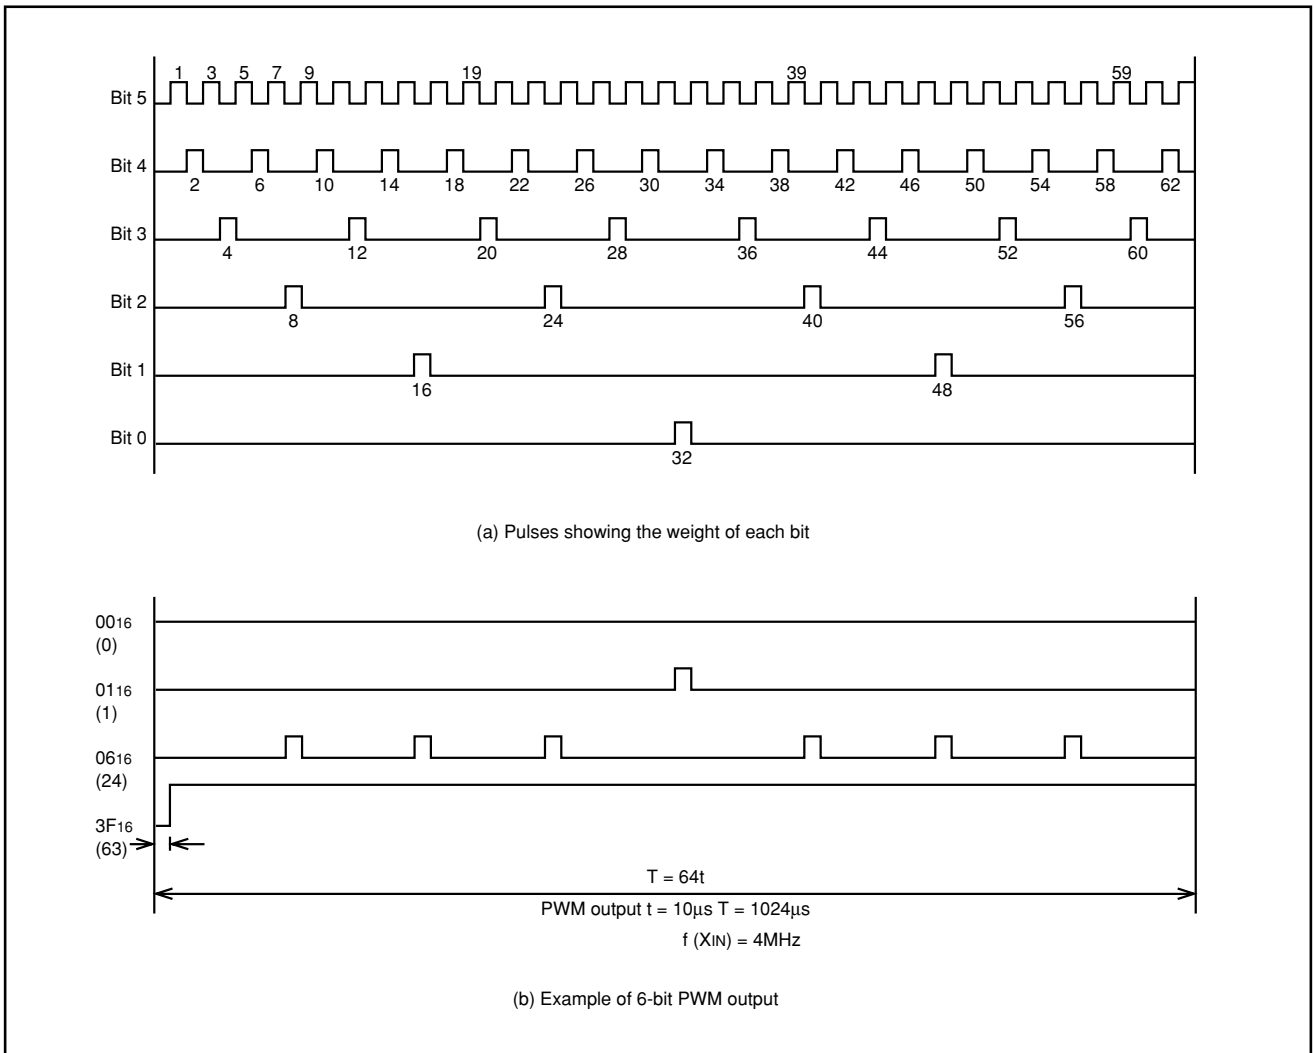 1 3 5 7 9 19 39 59
Bit 5
Bit 4
2 6 10 14 18 22 26 30 34 38 42 46 50 54 58 62
Bit 3
4 12 20 28 36 44 52 60
Bit 2
8 24 40 56
Bit 1
16 48
Bit 0
32
(a) Pulses showing the weight of each bit
0016
(0)
0116
(1)
0616
(24)
3F16
(63)
T = 64t
PWM output t = 10µs T = 1024µs
f (XIN) = 4MHz
(b) Example of 6-bit PWM output